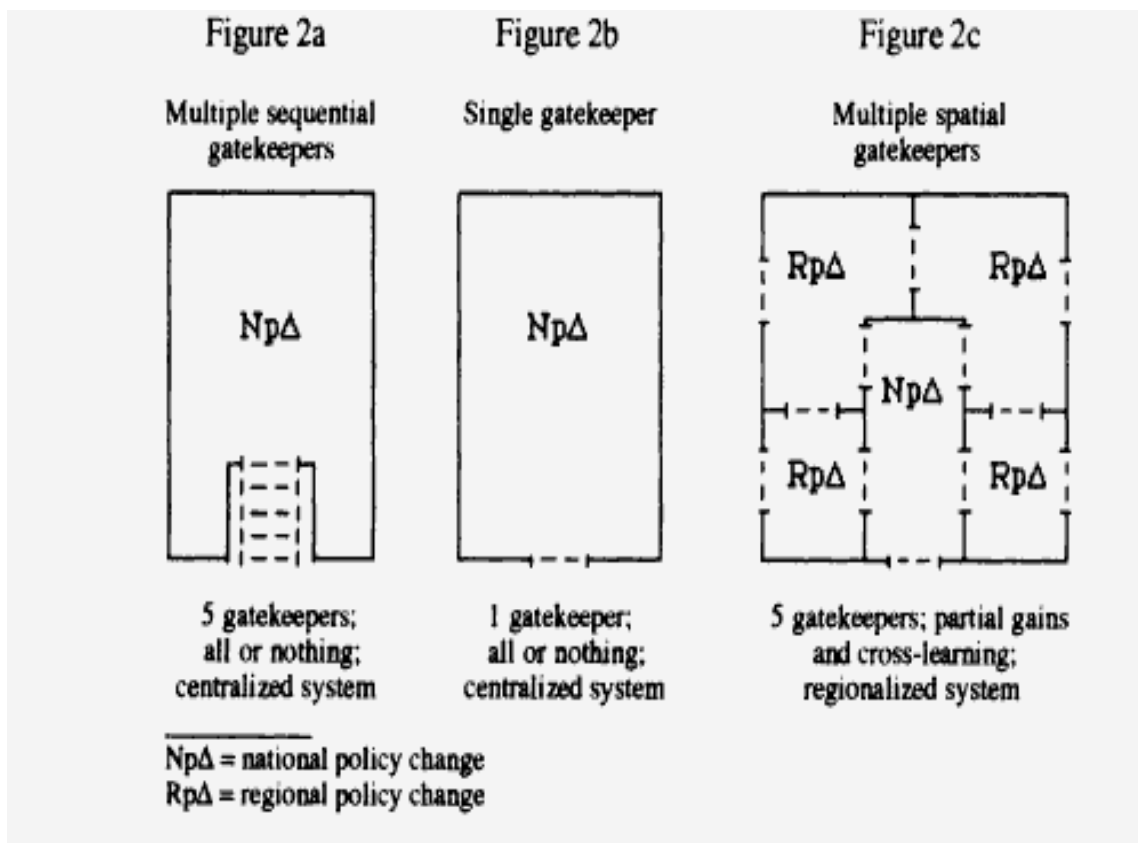 Figure 2a
Multiple sequential
gatekeepers
NpΔ
5 gatekeepers;
all or nothing;
centralized system
Figure 2b
Single gatekeeper
NpΔ
1 gatekeeper;
all or nothing;
centralized system
Figure 2c
Multiple spatial
gatekeepers
RpΔ
RpΔ
NpΔ
RpΔ
RpΔ
5 gatekeepers; partial gains
and cross-learning;
regionalized system
NpΔ = national policy change
RpΔ = regional policy change